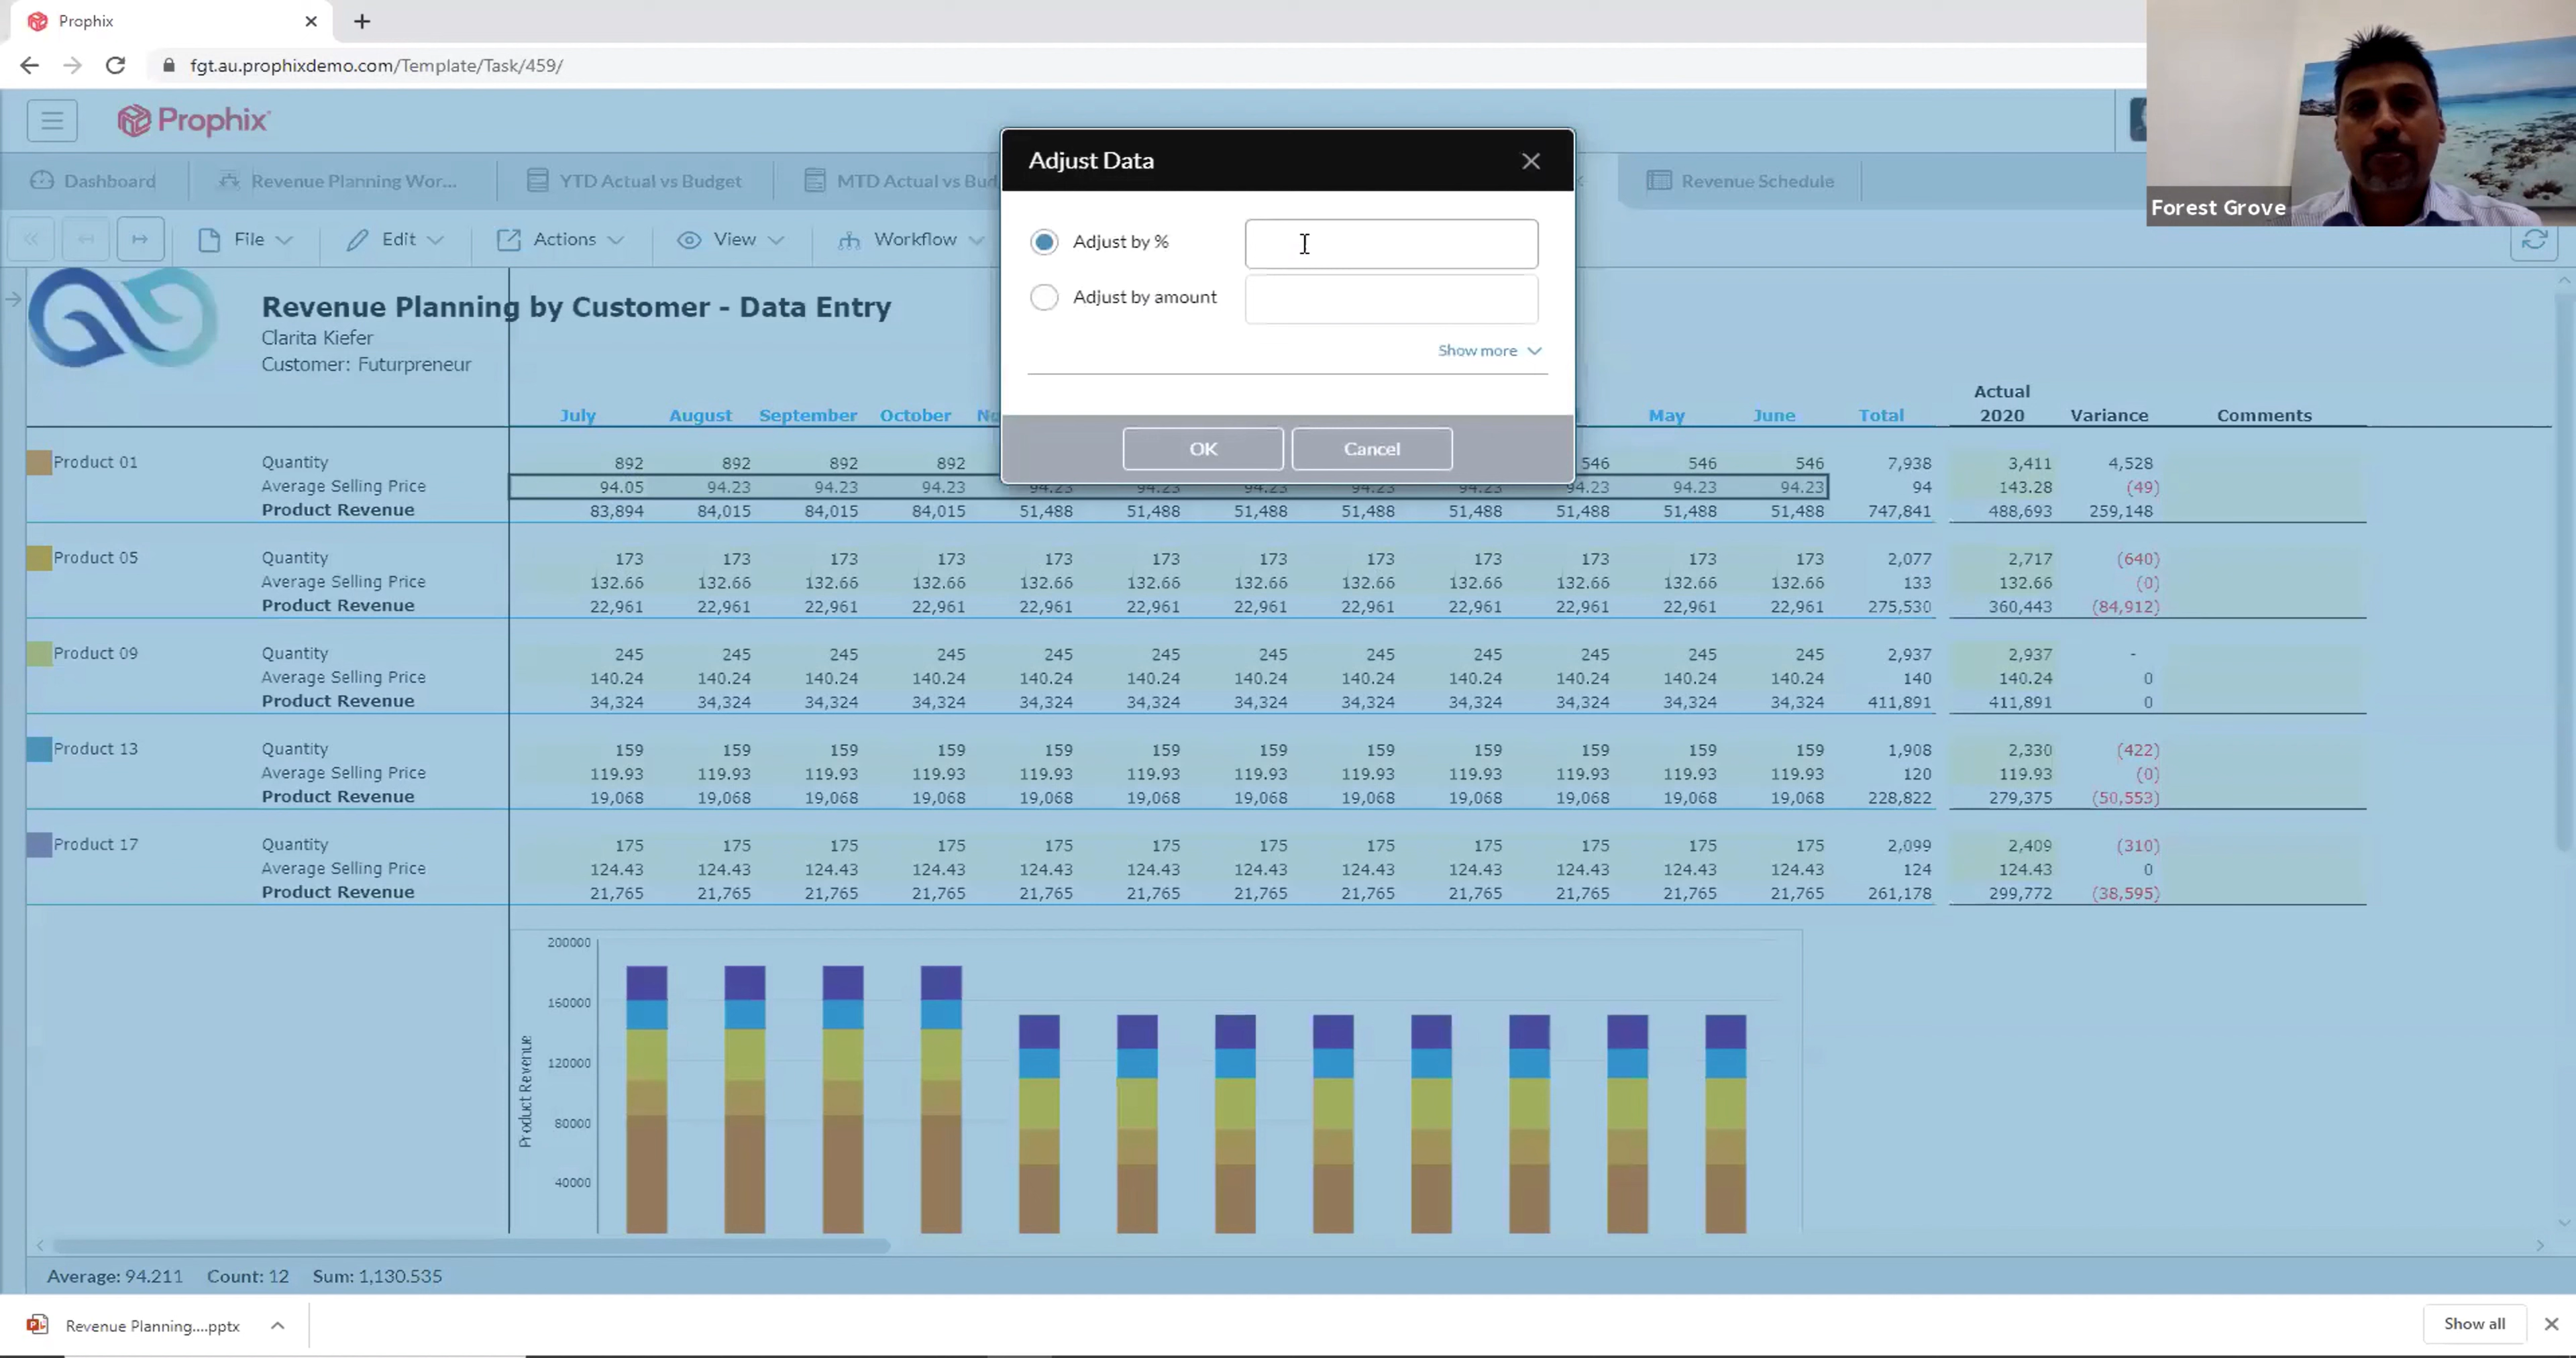 Prophix
fgt.au.prophixdemo.com/Template/Task/459/
Forest Grove
Prophix
Dashboard Revenue Planning Wor... YTD Actual vs Budget MTD Actual vs Bud Revenue Schedule
File Edit Actions View Workflow
Adjust Data
Adjust by %
Adjust by amount
Show more
OK Cancel
Revenue Planning by Customer - Data Entry
Clarita Kiefer
Customer: Futurpreneur
Actual
July August September October May June Total 2020 Variance Comments
Product 01 Quantity 892 892 892 892 546 546 546 7,938 3,411 4,528
Average Selling Price 94.05 94.23 94.23 94.23 94.23 94.23 94.23 94.23 94.23 94.23 94.23 94.23 94 143.28 (49)
Product Revenue 83,894 84,015 84,015 84,015 51,488 51,488 51,488 51,488 51,488 51,488 51,488 51,488 747,841 488,693 259,148
Product 05 Quantity 173 173 173 173 173 173 173 173 173 173 173 173 2,077 2,717 (640)
Average Selling Price 132.66 132.66 132.66 132.66 132.66 132.66 132.66 132.66 132.66 132.66 132.66 132.66 133 132.66 (0)
Product Revenue 22,961 22,961 22,961 22,961 22,961 22,961 22,961 22,961 22,961 22,961 22,961 22,961 275,530 360,443 (84,912)
Product 09 Quantity 245 245 245 245 245 245 245 245 245 245 245 245 2,937 2,937 -
Average Selling Price 140.24 140.24 140.24 140.24 140.24 140.24 140.24 140.24 140.24 140.24 140.24 140.24 140 140.24 0
Product Revenue 34,324 34,324 34,324 34,324 34,324 34,324 34,324 34,324 34,324 34,324 34,324 34,324 411,891 411,891 0
Product 13 Quantity 159 159 159 159 159 159 159 159 159 159 159 159 1,908 2,330 (422)
Average Selling Price 119.93 119.93 119.93 119.93 119.93 119.93 119.93 119.93 119.93 119.93 119.93 119.93 120 119.93 (0)
Product Revenue 19,068 19,068 19,068 19,068 19,068 19,068 19,068 19,068 19,068 19,068 19,068 19,068 228,822 279,375 (50,553)
Product 17 Quantity 175 175 175 175 175 175 175 175 175 175 175 175 2,099 2,409 (310)
Average Selling Price 124.43 124.43 124.43 124.43 124.43 124.43 124.43 124.43 124.43 124.43 124.43 124.43 124 124.43 0
Product Revenue 21,765 21,765 21,765 21,765 21,765 21,765 21,765 21,765 21,765 21,765 21,765 21,765 261,178 299,772 (38,595)
200000
160000
120000
80000
40000
Product Revenue
Average: 94.211 Count: 12 Sum: 1,130.535
Revenue Planning....pptx Show all